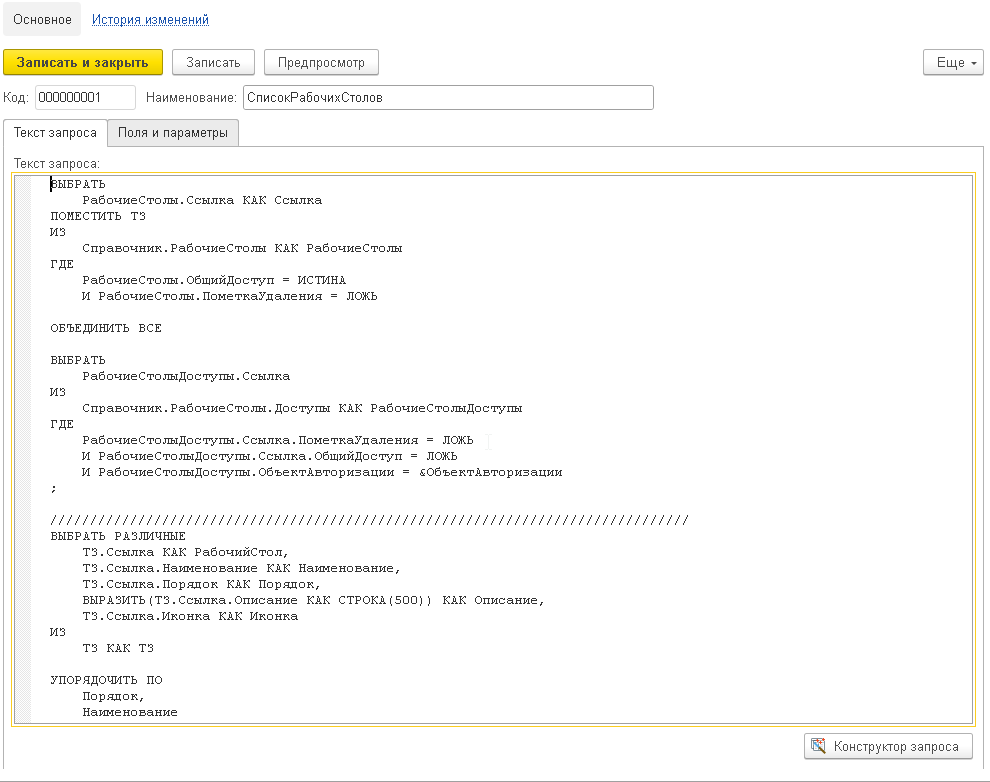 Основное История изменений
Записать и закрыть Записать Предпросмотр Еще
Код: 000000001 Наименование: СписокРабочихСтолов
Текст запроса Поля и параметры
Текст запроса:
ВЫБРАТЬ
РабочиеСтолы.Ссылка КАК Ссылка
ПОМЕСТИТЬ ТЗ
ИЗ
Справочник.РабочиеСтолы КАК РабочиеСтолы
ГДЕ
РабочиеСтолы.ОбщийДоступ = ИСТИНА
И РабочиеСтолы.ПометкаУдаления = ЛОЖЬ
ОБЪЕДИНИТЬ ВСЕ
ВЫБРАТЬ
РабочиеСтолыДоступы.Ссылка
ИЗ
Справочник.РабочиеСтолы.Доступы КАК РабочиеСтолыДоступы
ГДЕ
РабочиеСтолыДоступы.Ссылка.ПометкаУдаления = ЛОЖЬ
И РабочиеСтолыДоступы.Ссылка.ОбщийДоступ = ЛОЖЬ
И РабочиеСтолыДоступы.ОбъектАвторизации = &ОбъектАвторизации
;
////////////////////////////////////////////////////////////////////////////////
ВЫБРАТЬ РАЗЛИЧНЫЕ
ТЗ.Ссылка КАК РабочийСтол,
ТЗ.Ссылка.Наименование КАК Наименование,
ТЗ.Ссылка.Порядок КАК Порядок,
ВЫРАЗИТЬ(ТЗ.Ссылка.Описание КАК СТРОКА(500)) КАК Описание,
ТЗ.Ссылка.Иконка КАК Иконка
ИЗ
ТЗ КАК ТЗ
УПОРЯДОЧИТЬ ПО
Порядок,
Наименование
Конструктор запроса